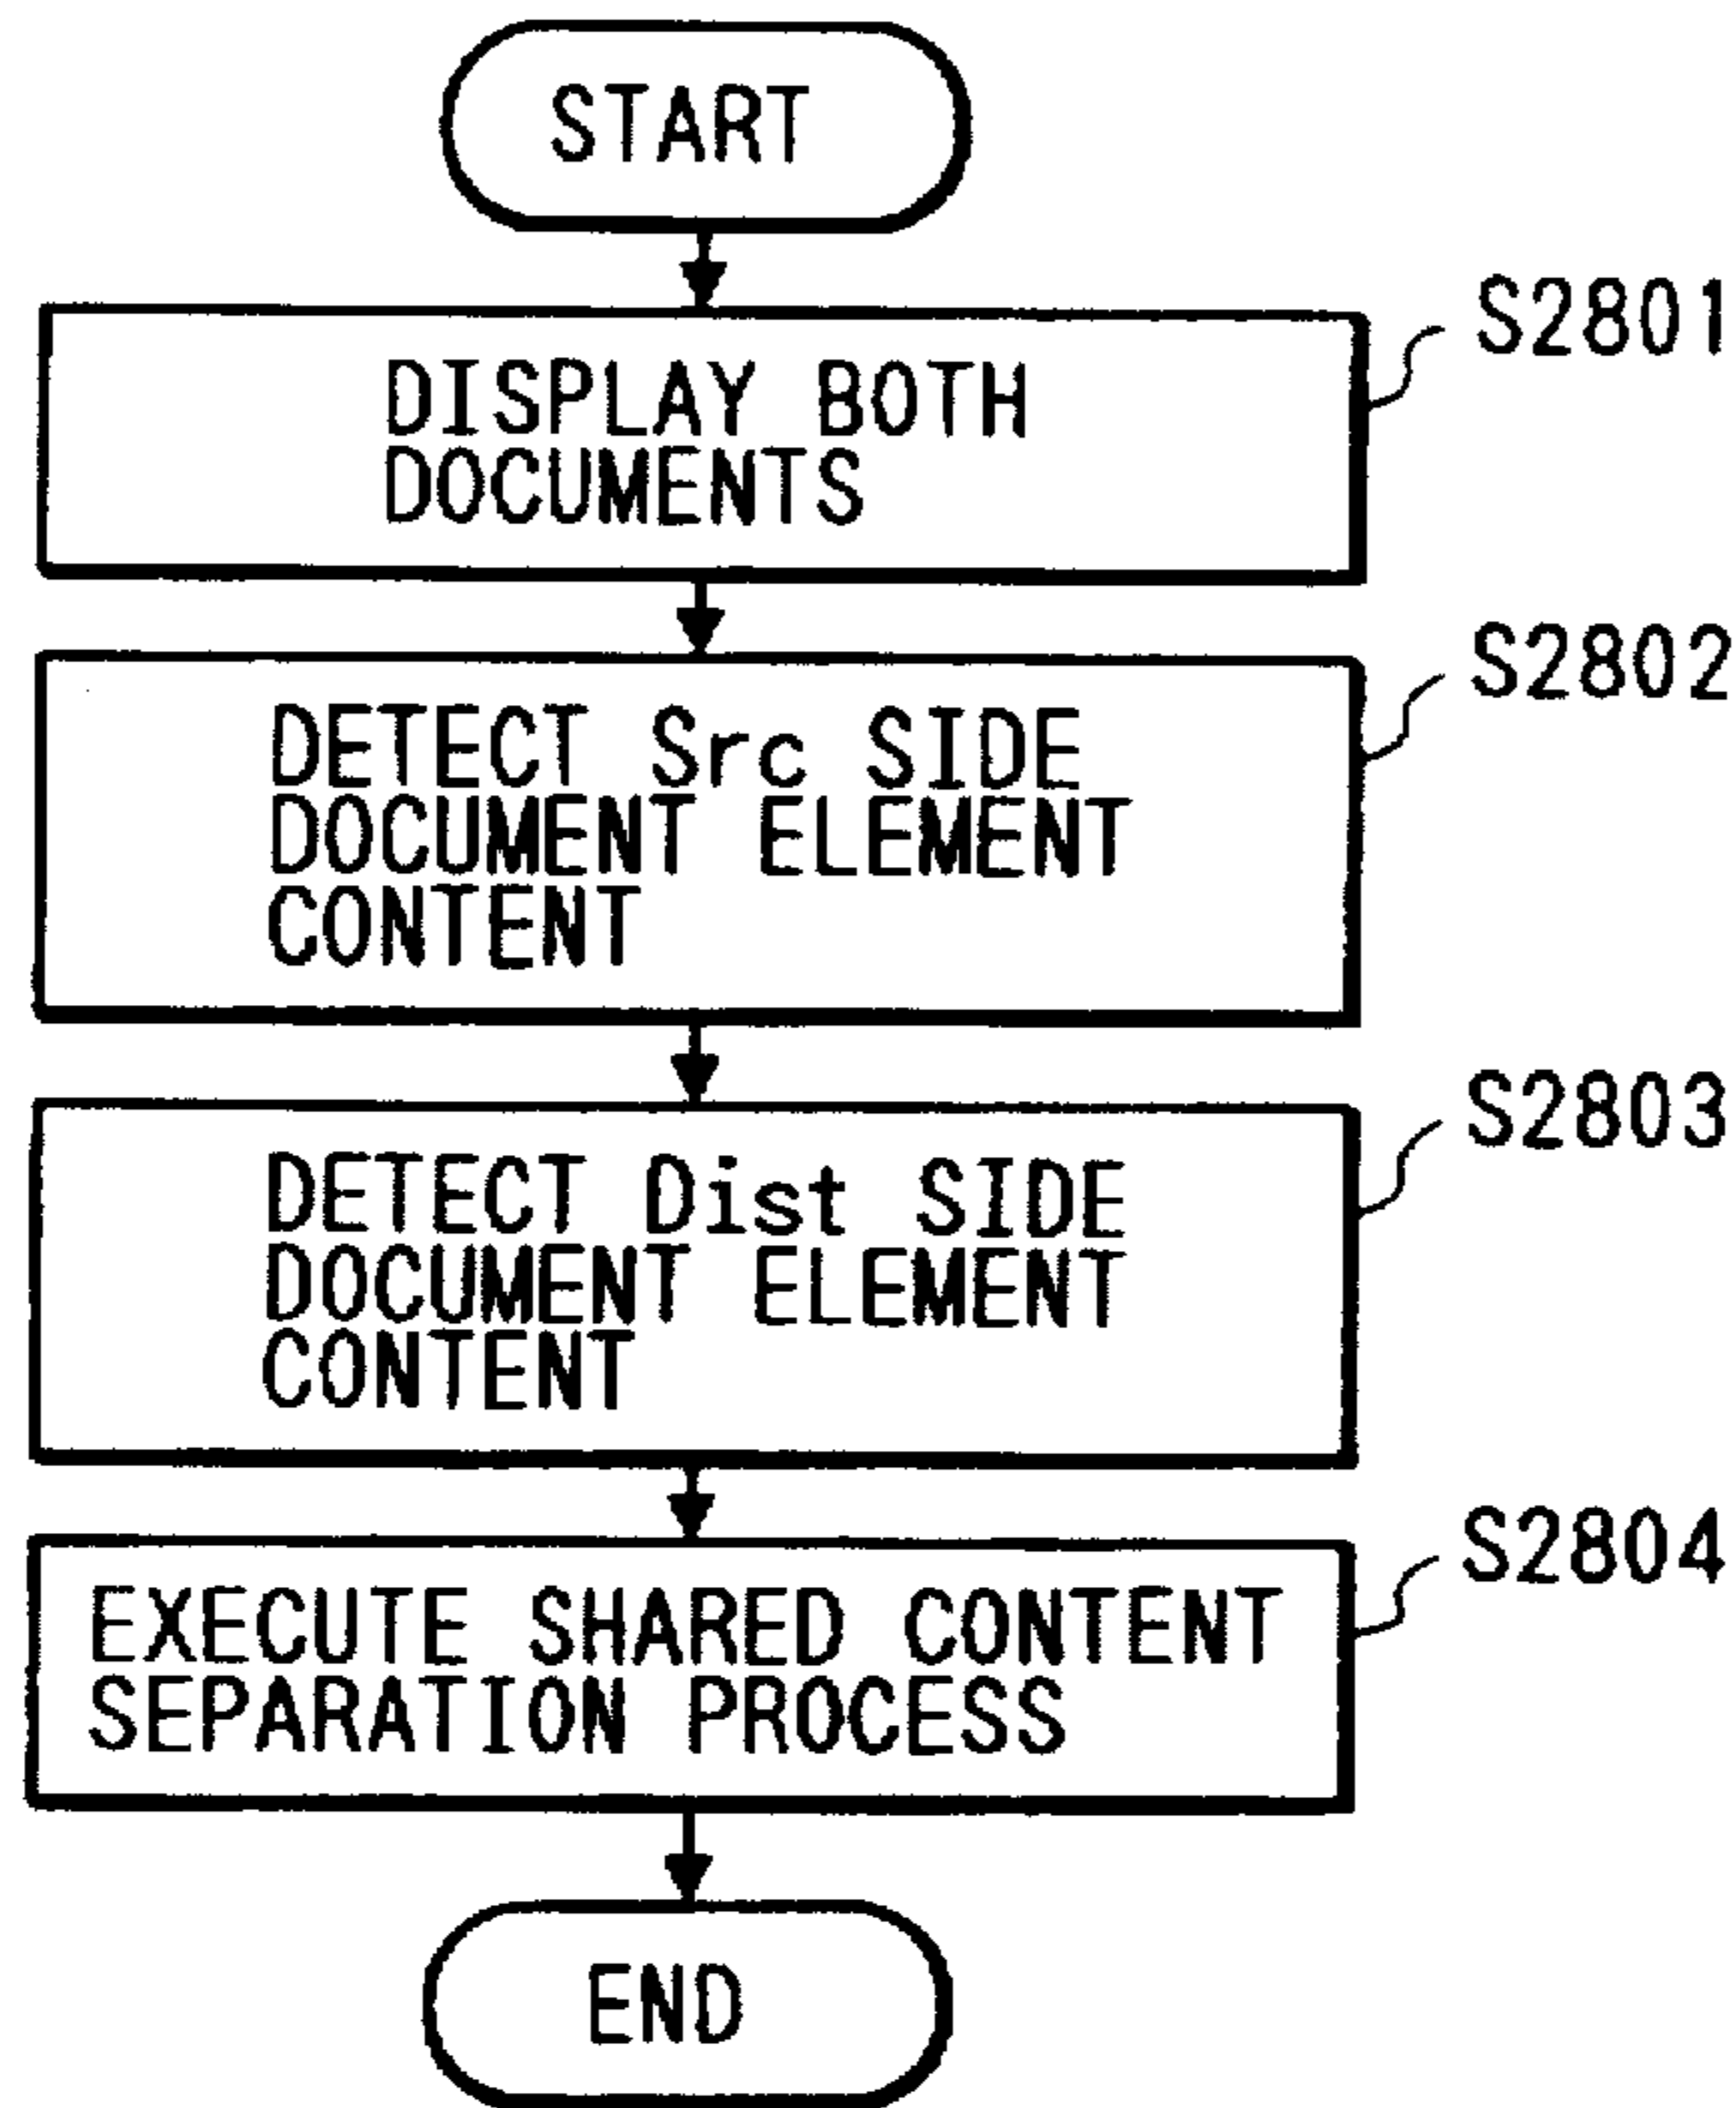 START
S2801
DISPLAY BOTH
DOCUMENTS
S2802
DETECT Src SIDE
DOCUMENT ELEMENT
CONTENT
S2803
DETECT Dist SIDE
DOCUMENT ELEMENT
CONTENT
S2804
EXECUTE SHARED CONTENT
SEPARATION PROCESS
END